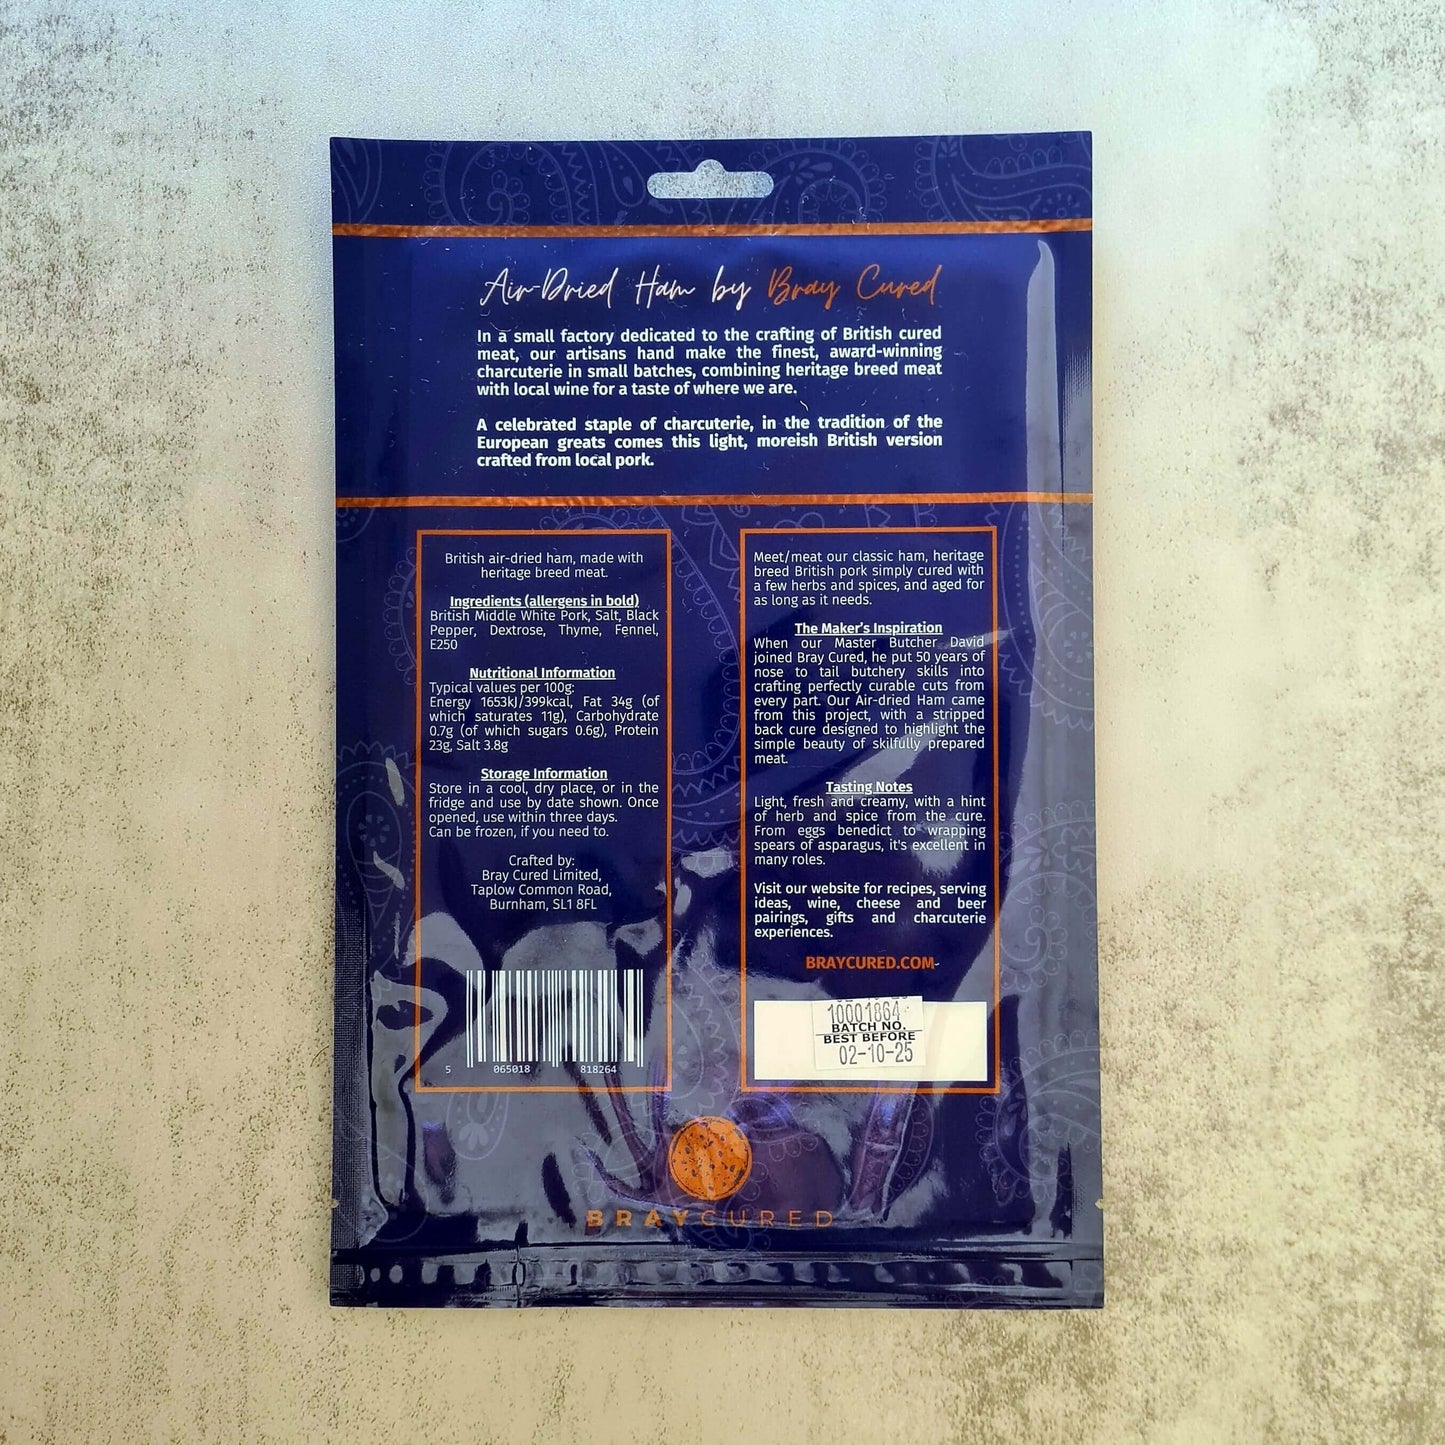 Air-Dried Ham by Bray Cured
In a small factory dedicated to the crafting of British cured
meat, our artisans hand make the finest, award-winning
charcuterie in small batches, combining heritage breed meat
with local wine for a taste of where we are.
A celebrated staple of charcuterie, in the tradition of the
European greats comes this light, moreish British version
crafted from local pork.
British air-dried ham, made with
heritage breed meat.
Ingredients (allergens in bold)
British Middle White Pork, Salt, Black
Pepper, Dextrose, Thyme, Fennel,
E250
Nutritional Information
Typical values per 100g:
Energy 1653kJ/399kcal, Fat 34g (of
which saturates 11g), Carbohydrate
0.7g (of which sugars 0.6g), Protein
23g, Salt 3.8g
Storage Information
Store in a cool, dry place, or in the
fridge and use by date shown. Once
opened, use within three days.
Can be frozen, if you need to.
Crafted by:
Bray Cured Limited,
Taplow Common Road,
Burnham, SL1 8FL
5 065018 818264
Meet/meat our classic ham, heritage
breed British pork simply cured with
a few herbs and spices, and aged for
as long as it needs.
The Maker's Inspiration
When our Master Butcher David
joined Bray Cured, he put 50 years of
nose to tail butchery skills into
crafting perfectly curable cuts from
every part. Our Air-dried Ham came
from this project, with a stripped
back cure designed to highlight the
simple beauty of skilfully prepared
meat.
Tasting Notes
Light, fresh and creamy, with a hint
of herb and spice from the cure.
From eggs benedict to wrapping
spears of asparagus, it's excellent in
many roles.
Visit our website for recipes, serving
ideas, wine, cheese and beer
pairings, gifts and charcuterie
experiences.
BRAYCURED.COM
10001864
BATCH NO.
BEST BEFORE
02-10-25
BRAYCURED